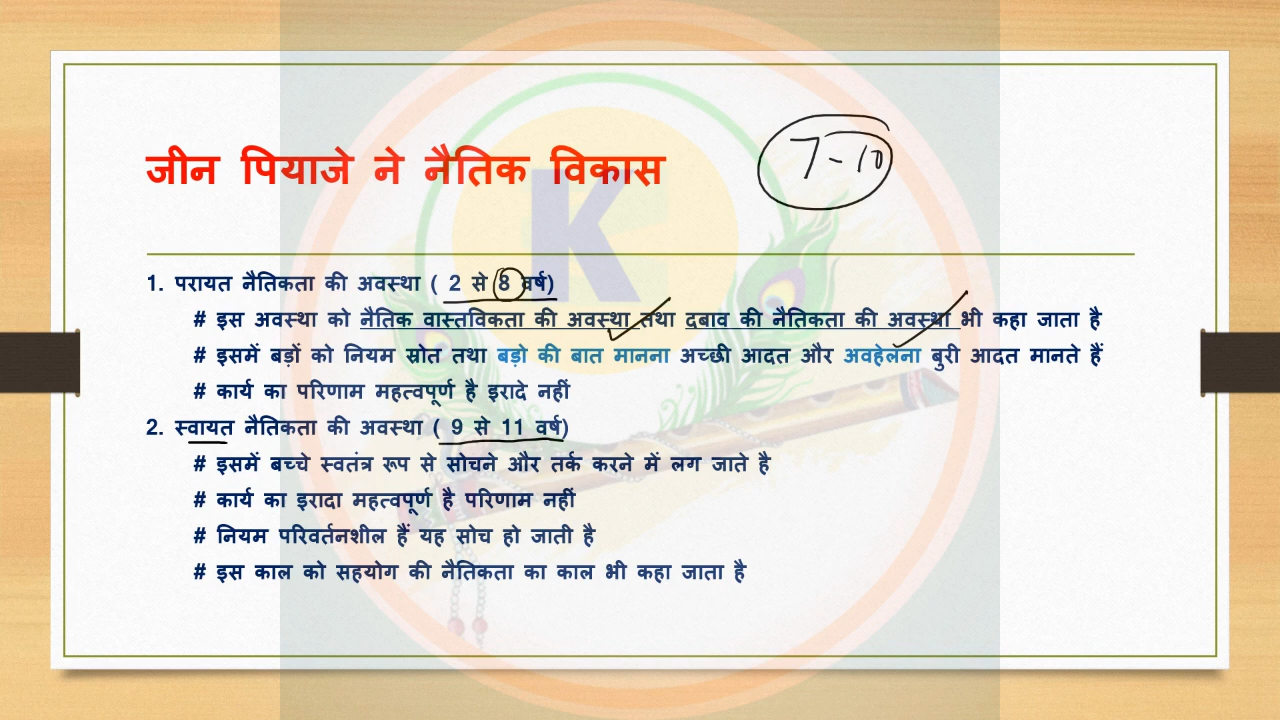 जीन पियाजे ने नैतिक विकास
7-10
1. परायत नैतिकता की अवस्था ( 2 से 8 वर्ष)
# इस अवस्था को नैतिक वास्तविकता की अवस्था तथा दबाव की नैतिकता की अवस्था भी कहा जाता है
# इसमें बड़ों को नियम स्रोत तथा बड़ो की बात मानना अच्छी आदत और अवहेलना बुरी आदत मानते हैं
# कार्य का परिणाम महत्वपूर्ण है इरादे नहीं
2. स्वायत नैतिकता की अवस्था ( 9 से 11 वर्ष)
# इसमें बच्चे स्वतंत्र रूप से सोचने और तर्क करने में लग जाते है
# कार्य का इरादा महत्वपूर्ण है परिणाम नहीं
# नियम परिवर्तनशील हैं यह सोच हो जाती है
# इस काल को सहयोग की नैतिकता का काल भी कहा जाता है
K